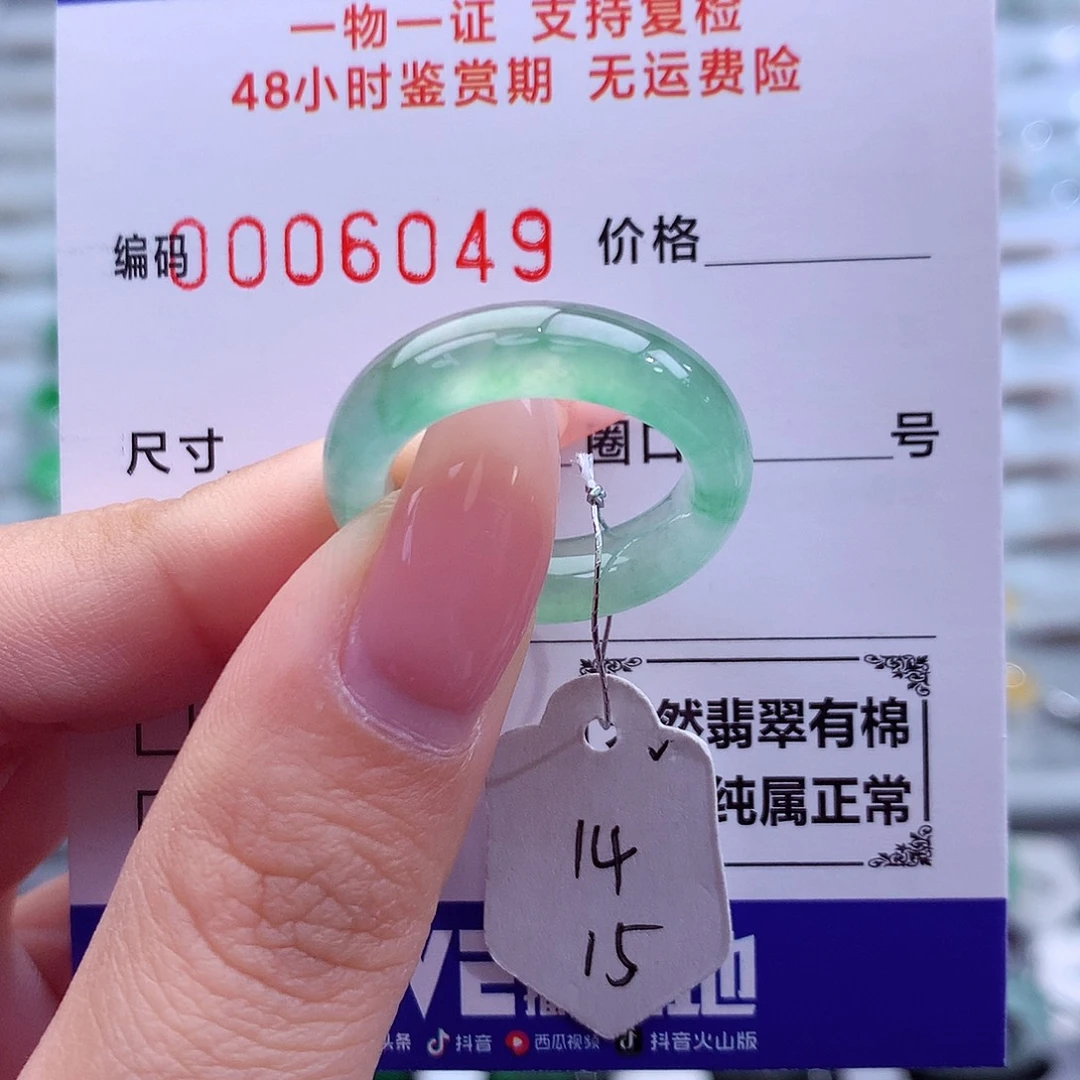 一物一证 支持复检
48小时鉴赏期 无运费险
编码0006049 价格
尺寸 圈口 号
然翡翠有棉
纯属正常
14
15
头条 抖音 西瓜视频 抖音火山版